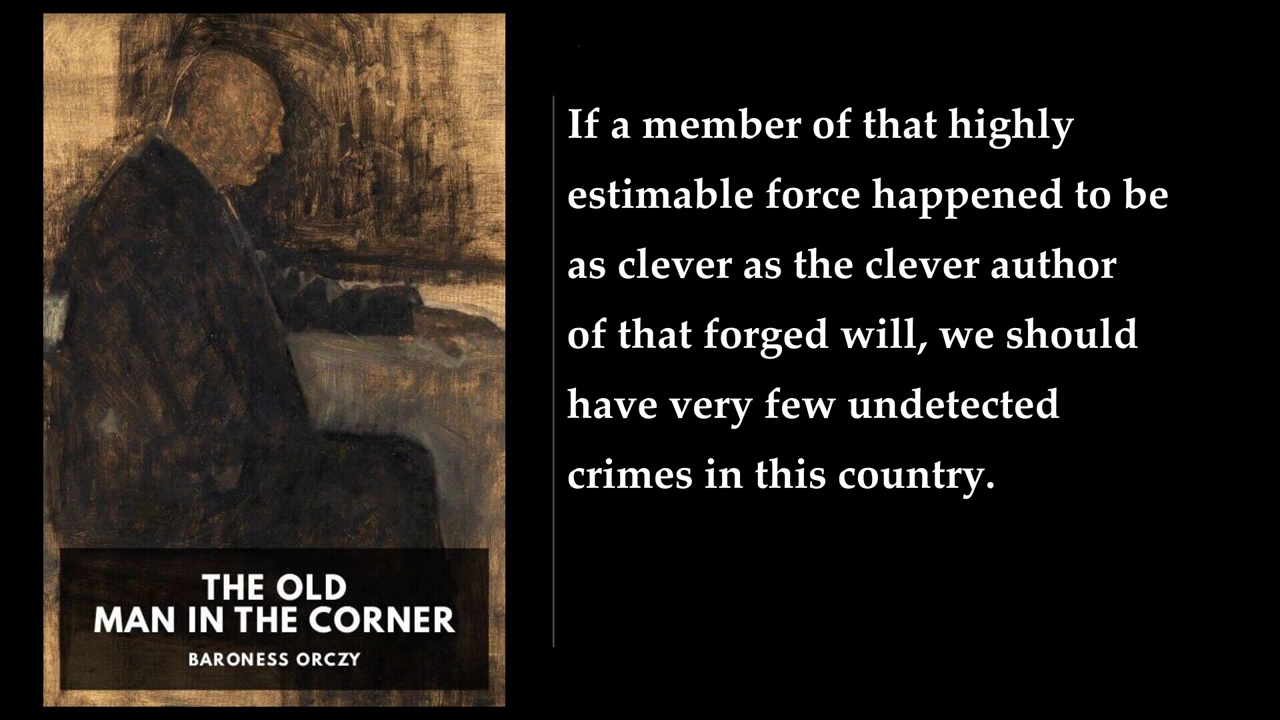 If a member of that highly
estimable force happened to be
as clever as the clever author
of that forged will, we should
have very few undetected
crimes in this country.
THE OLD
MAN IN THE CORNER
BARONESS ORCZY